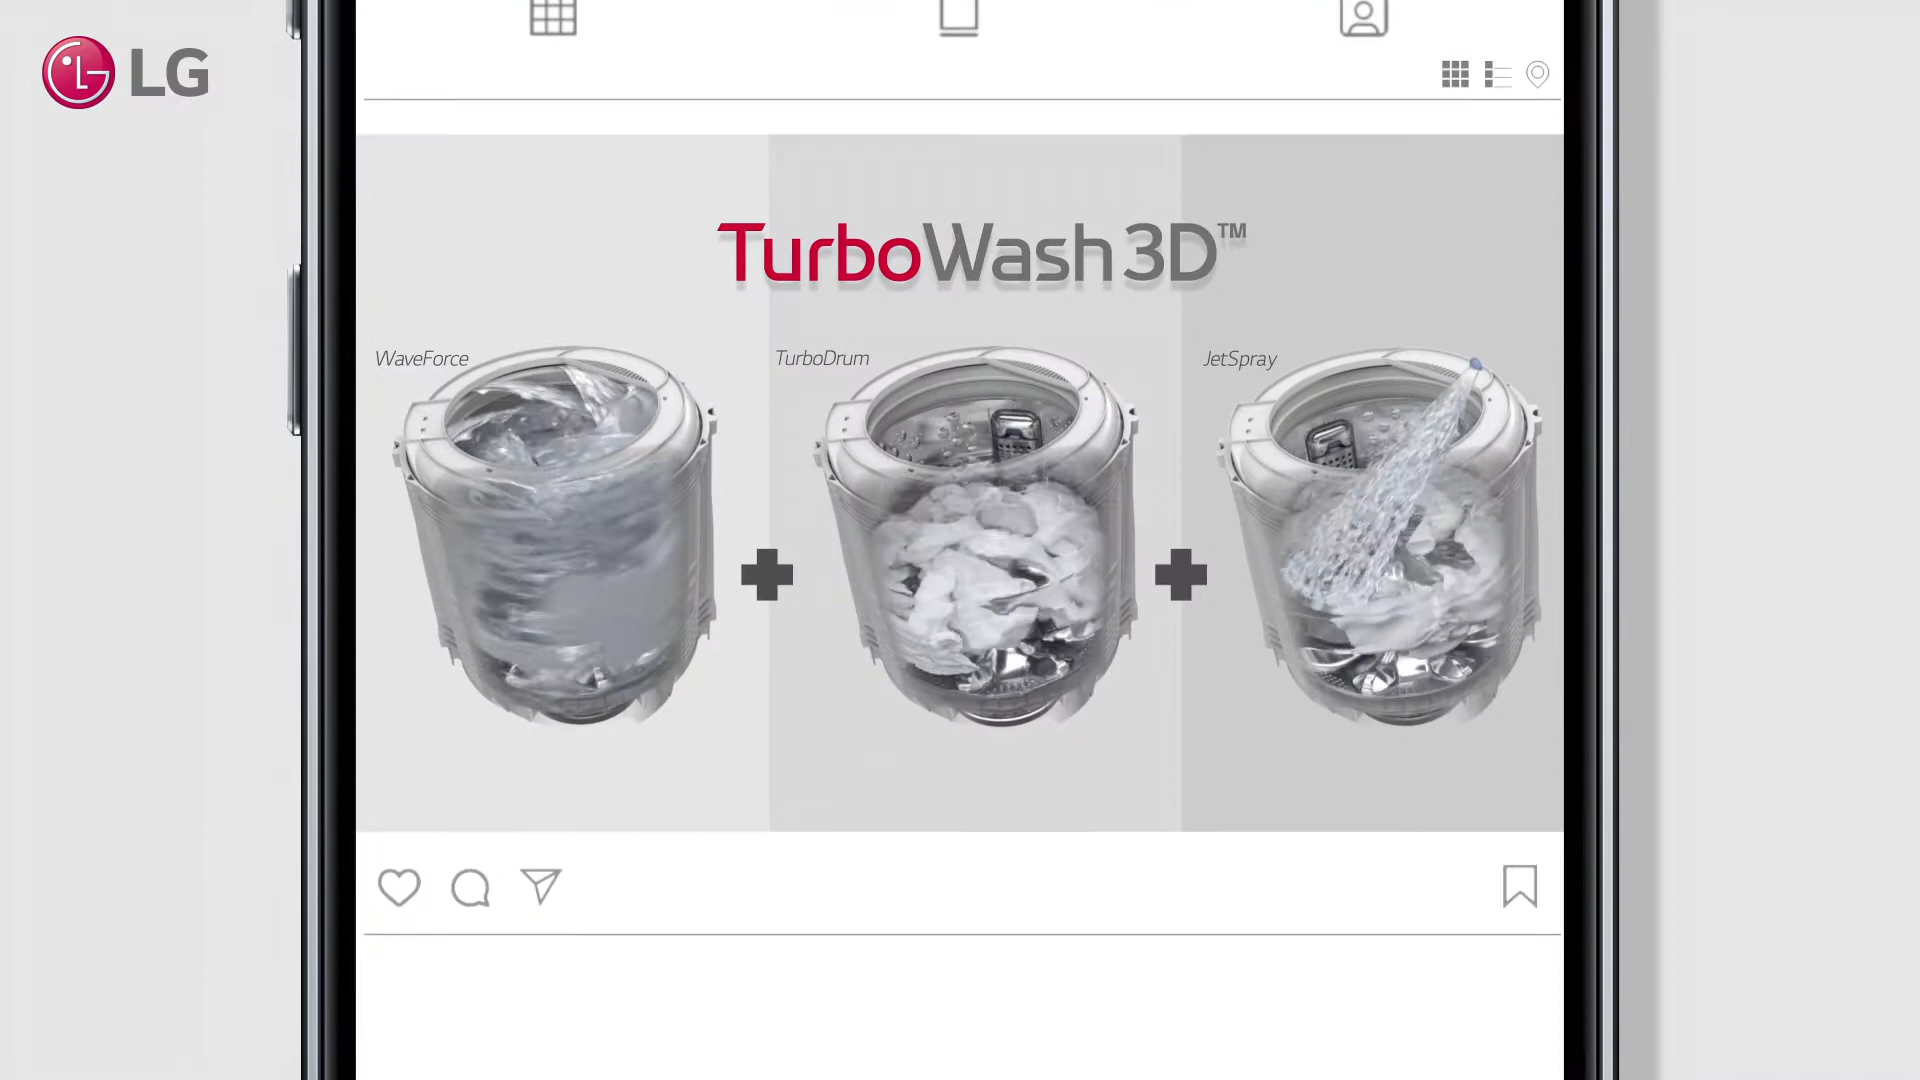 LG
TurboWash 3D™
WaveForce
TurboDrum
JetSpray